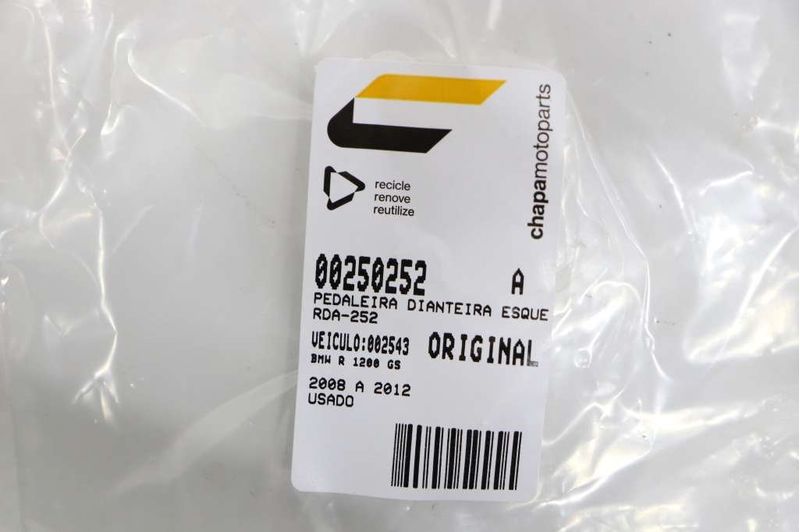 chapamotoparts
recicle
renove
reutilize
00250252 A
PEDALEIRA DIANTEIRA ESQUE
RDA-252
VEICULO:002543 ORIGINAL
BMW R 1200 GS
2008 A 2012
USADO